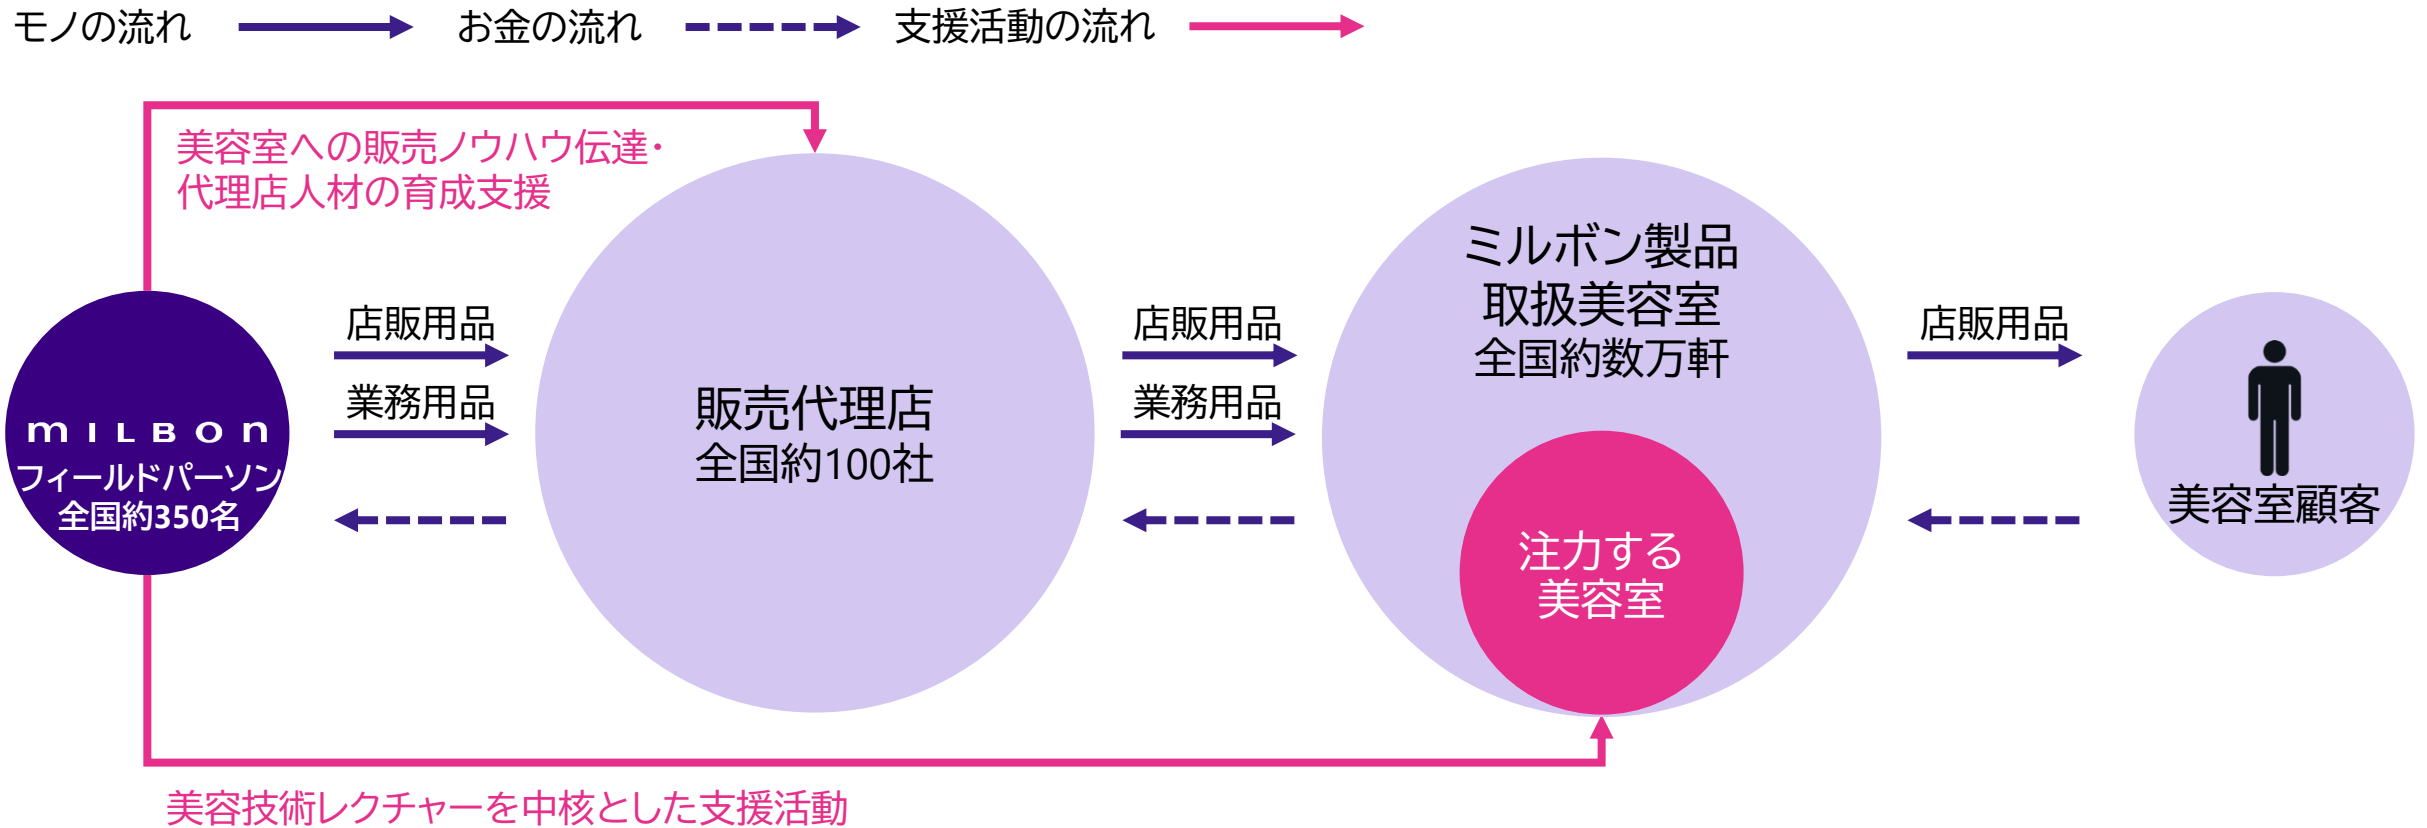 モノの流れ
お金の流れ
支援活動の流れ
美容室への販売ノウハウ伝達・
代理店人材の育成支援
MILBON
フィールドパーソン
全国約350名
店販用品
業務用品
販売代理店
全国約100社
店販用品
業務用品
ミルボン製品
取扱美容室
全国約数万軒
注力する
美容室
店販用品
美容室顧客
美容技術レクチャーを中核とした支援活動